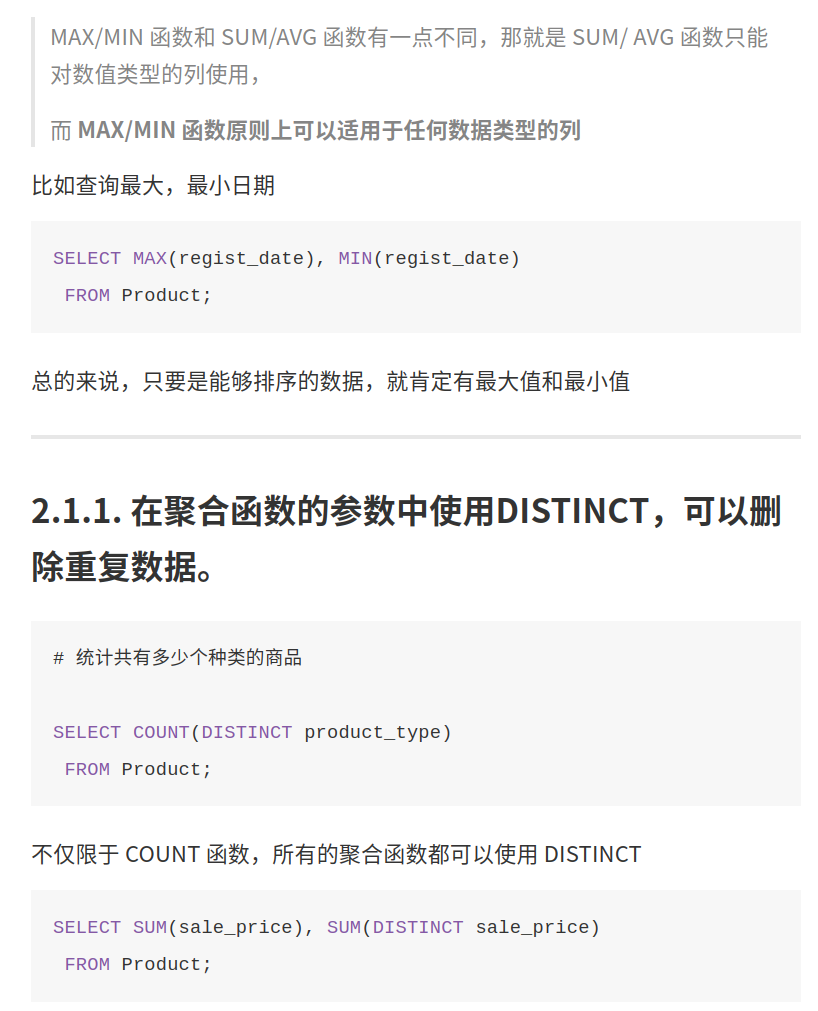 MAX/MIN 函数和 SUM/AVG 函数有一点不同，那就是 SUM/ AVG 函数只能
对数值类型的列使用，
而 MAX/MIN 函数原则上可以适用于任何数据类型的列
比如查询最大，最小日期
SELECT MAX(regist_date), MIN(regist_date)
FROM Product;
总的来说，只要是能够排序的数据，就肯定有最大值和最小值
2.1.1. 在聚合函数的参数中使用DISTINCT，可以删
除重复数据。
# 统计共有多少个种类的商品
SELECT COUNT(DISTINCT product_type)
FROM Product;
不仅限于 COUNT 函数，所有的聚合函数都可以使用 DISTINCT
SELECT SUM(sale_price), SUM(DISTINCT sale_price)
FROM Product;